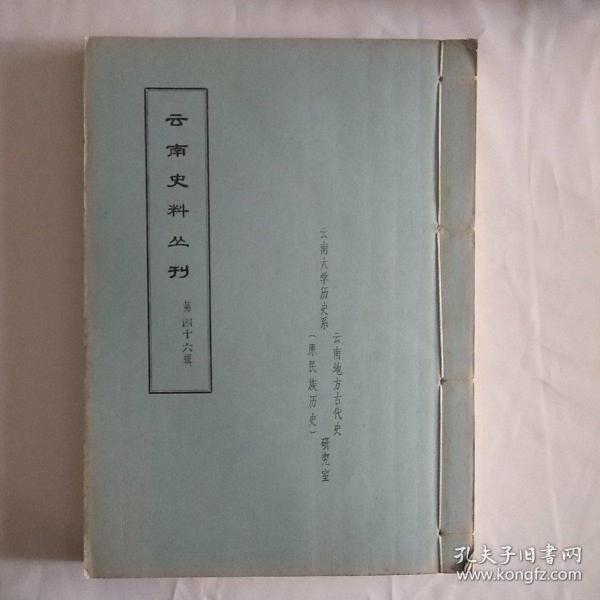 云南史料丛刊
第四十六辑
云南大学历史系
云南地方古代史
（原民族历史）
研究室
孔夫子旧书网
www.kongfz.com